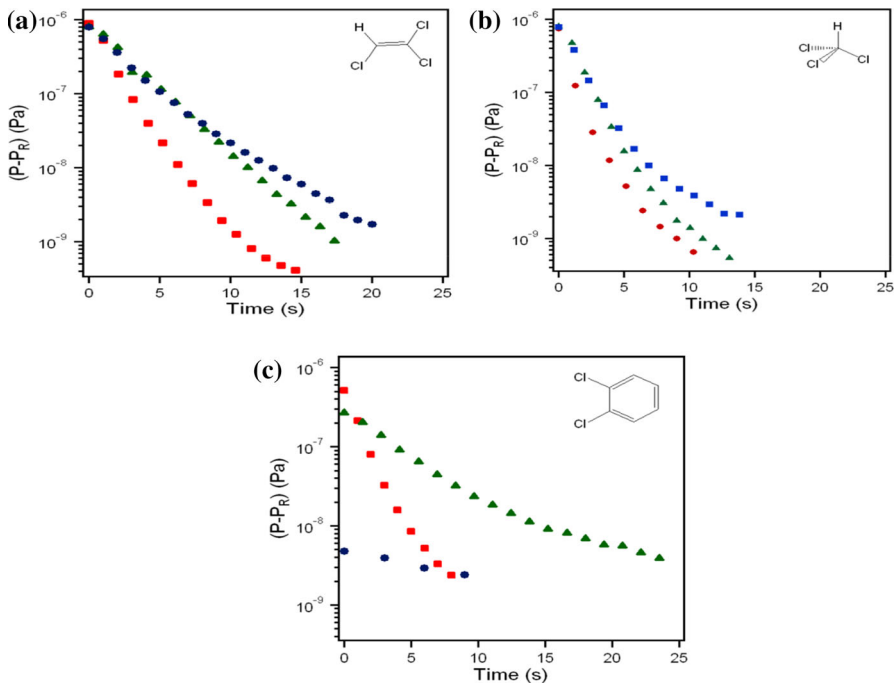 (a)
(P-P_R) (Pa)
10^-6
10^-7
10^-8
10^-9
0 5 10 15 20 25
Time (s)
H
Cl Cl Cl
(b)
(P-P_R) (Pa)
10^-6
10^-7
10^-8
10^-9
0 5 10 15 20 25
Time (s)
H
Cl
Cl
Cl
(c)
(P-P_R) (Pa)
10^-6
10^-7
10^-8
10^-9
0 5 10 15 20 25
Time (s)
Cl
Cl